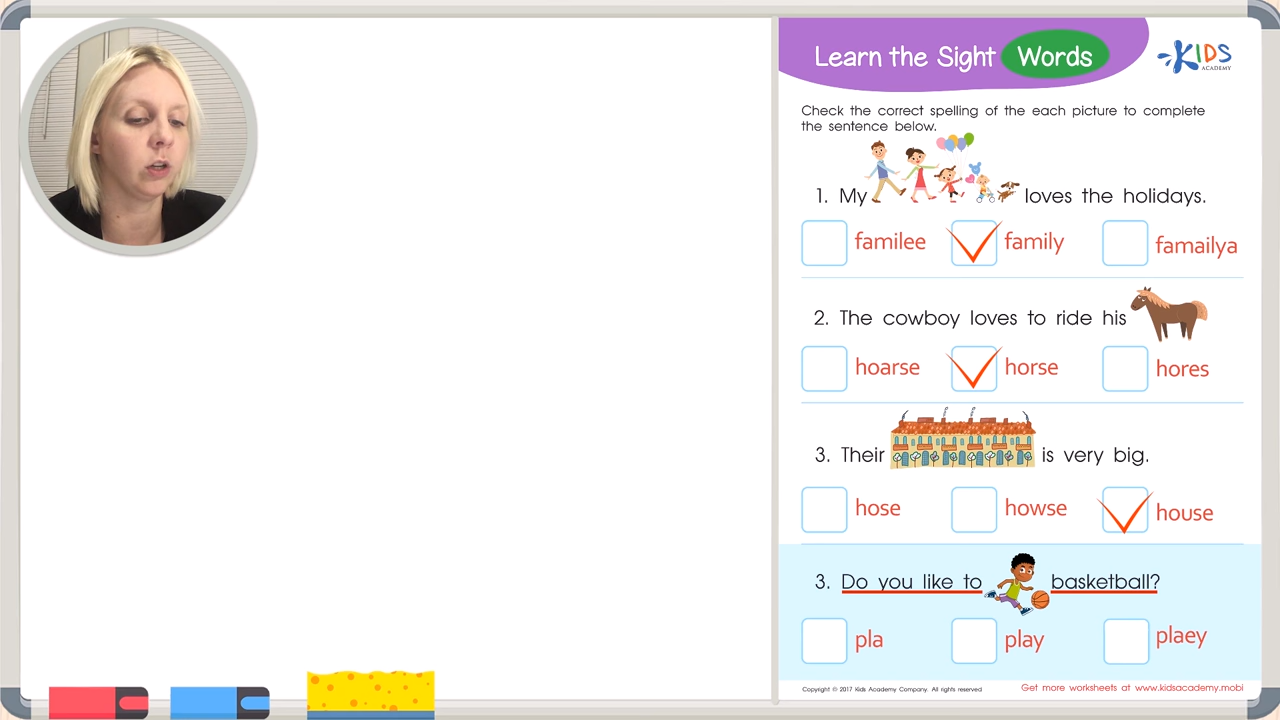 Learn the Sight Words
KIDS
ACADEMY
Check the correct spelling of the each picture to complete
the sentence below.
1. My loves the holidays.
familee family famailya
2. The cowboy loves to ride his
hoarse horse hores
3. Their is very big.
hose howse house
3. Do you like to basketball?
pla play plaey
Copyright © 2017 Kids Academy Company. All rights reserved
Get more worksheets at www.kidsacademy.mobi